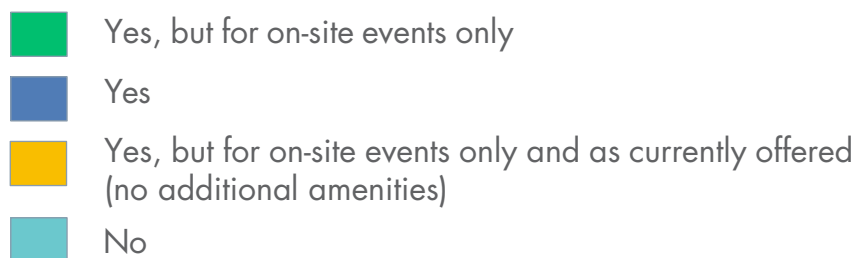 Yes, but for on-site events only
Yes
Yes, but for on-site events only and as currently offered
(no additional amenities)
No